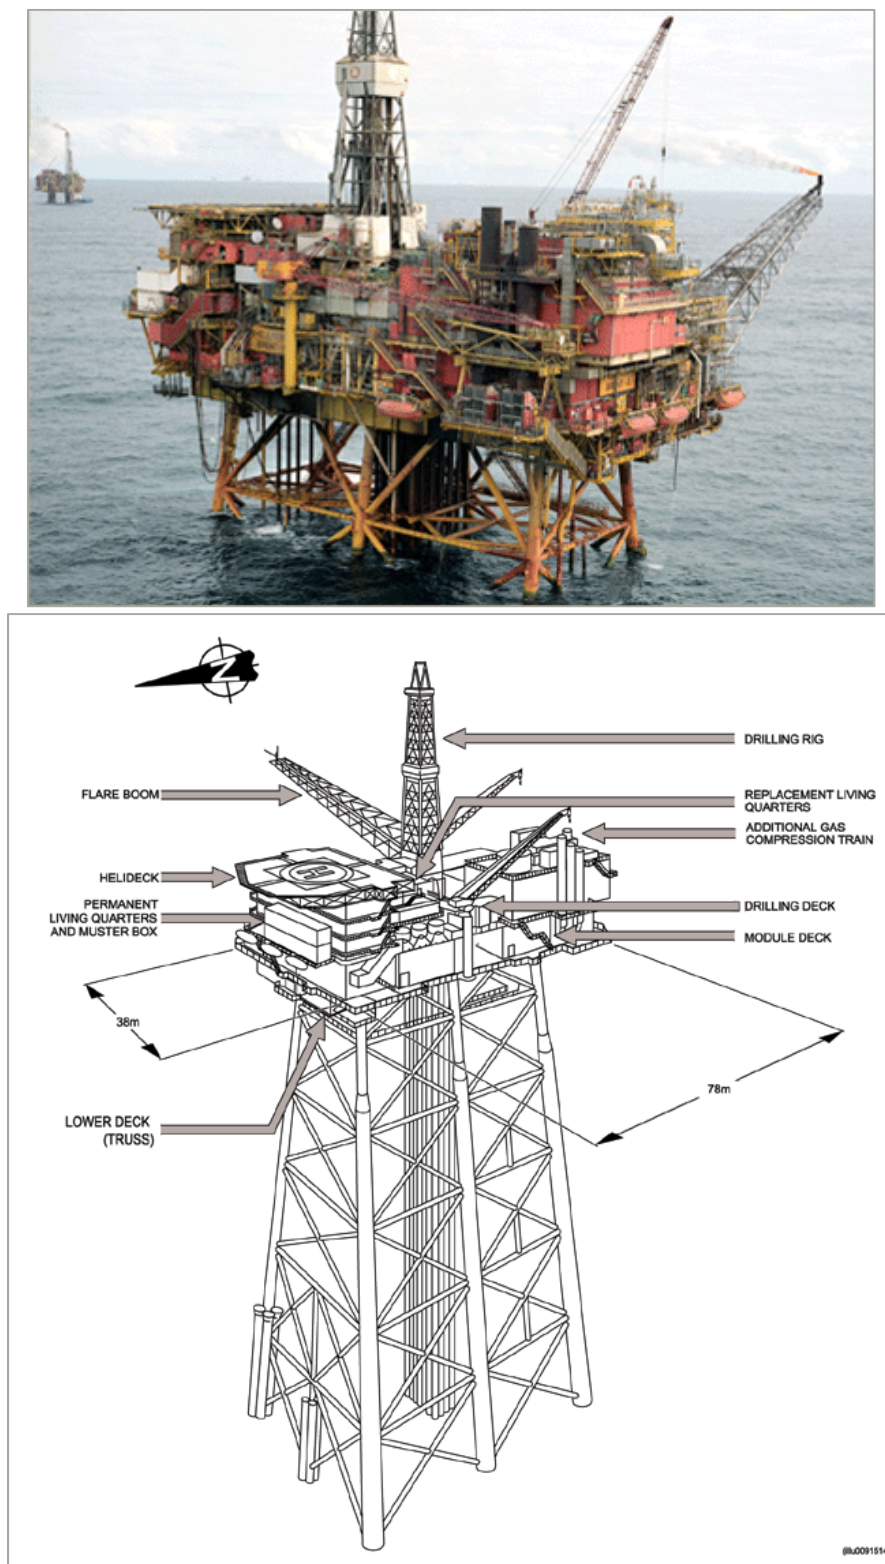 N
DRILLING RIG
FLARE BOOM
REPLACEMENT LIVING
QUARTERS
ADDITIONAL GAS
COMPRESSION TRAIN
HELIDECK
PERMANENT
LIVING QUARTERS
AND MUSTER BOX
DRILLING DECK
MODULE DECK
38m
78m
LOWER DECK
(TRUSS)
H